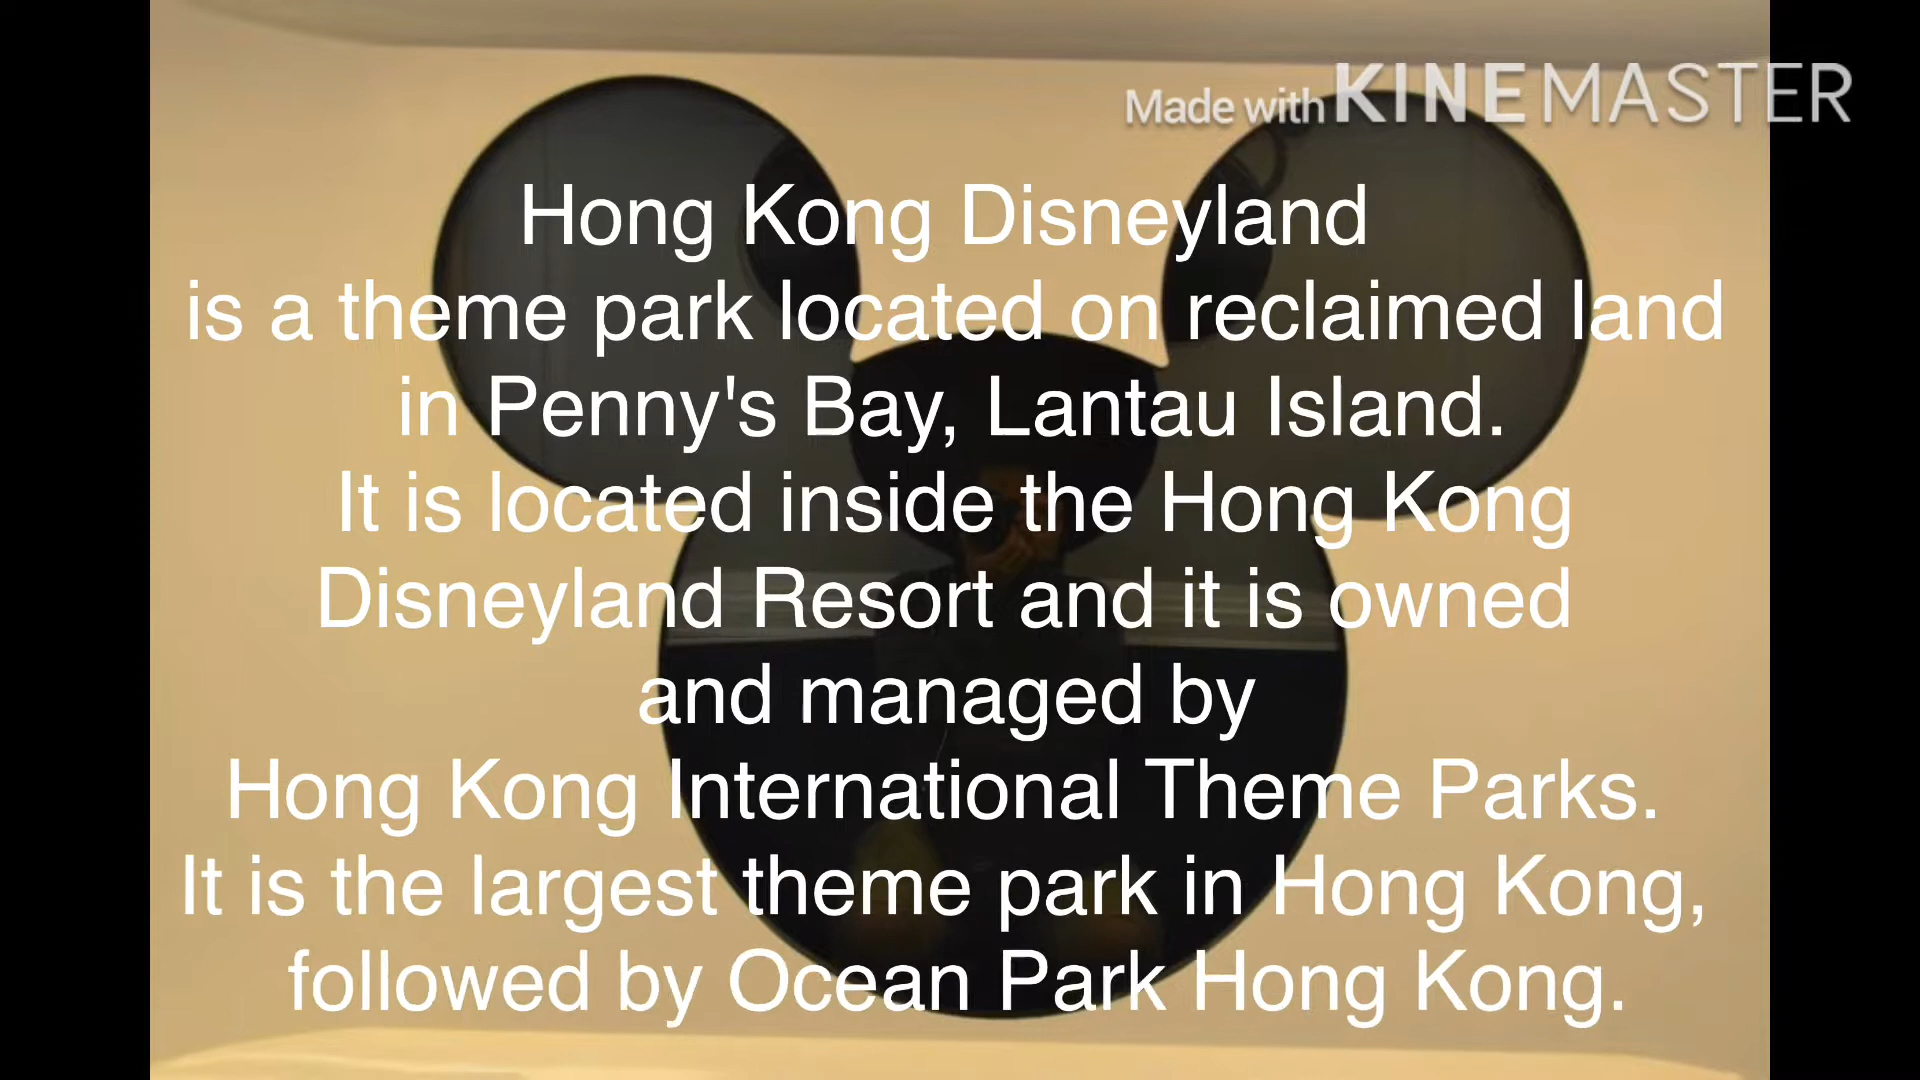 Made with KINEMASTER
Hong Kong Disneyland
is a theme park located on reclaimed land
in Penny's Bay, Lantau Island.
It is located inside the Hong Kong
Disneyland Resort and it is owned
and managed by
Hong Kong International Theme Parks.
It is the largest theme park in Hong Kong,
followed by Ocean Park Hong Kong.